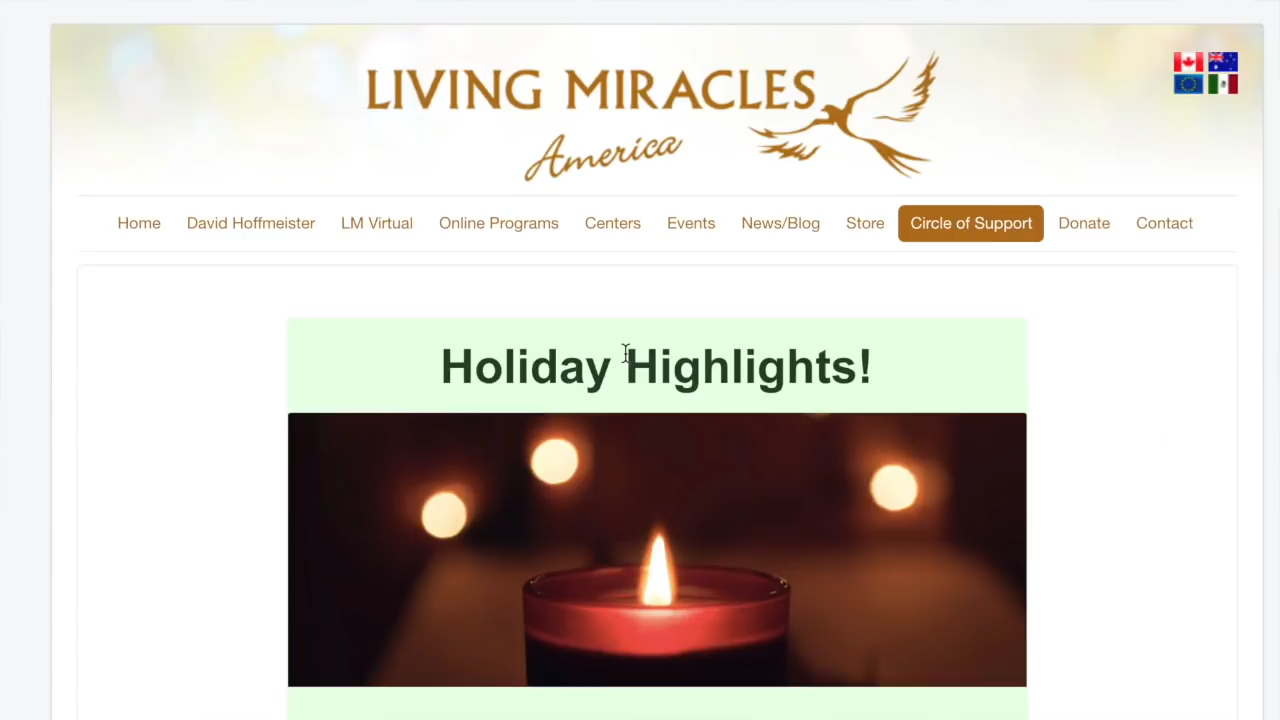 LIVING MIRACLES
America
Home David Hoffmeister LM Virtual Online Programs Centers Events News/Blog Store Circle of Support Donate Contact
Holiday Highlights!